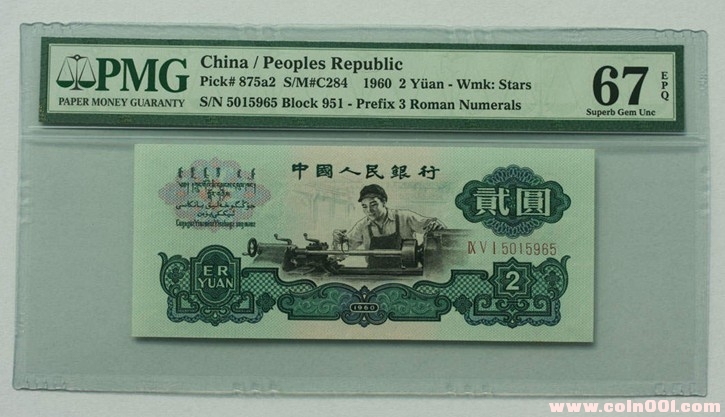 PMG
PAPER MONEY GUARANTY
China / Peoples Republic
Pick# 875a2 S/M#C284 1960 2 Yüan - Wmk: Stars
S/N 5015965 Block 951 - Prefix 3 Roman Numerals
67 EPQ
Superb Gem Unc
中國人民銀行
貳圓
IX V I 5015965
ER
YUAN
2
1960
www.coin001.com